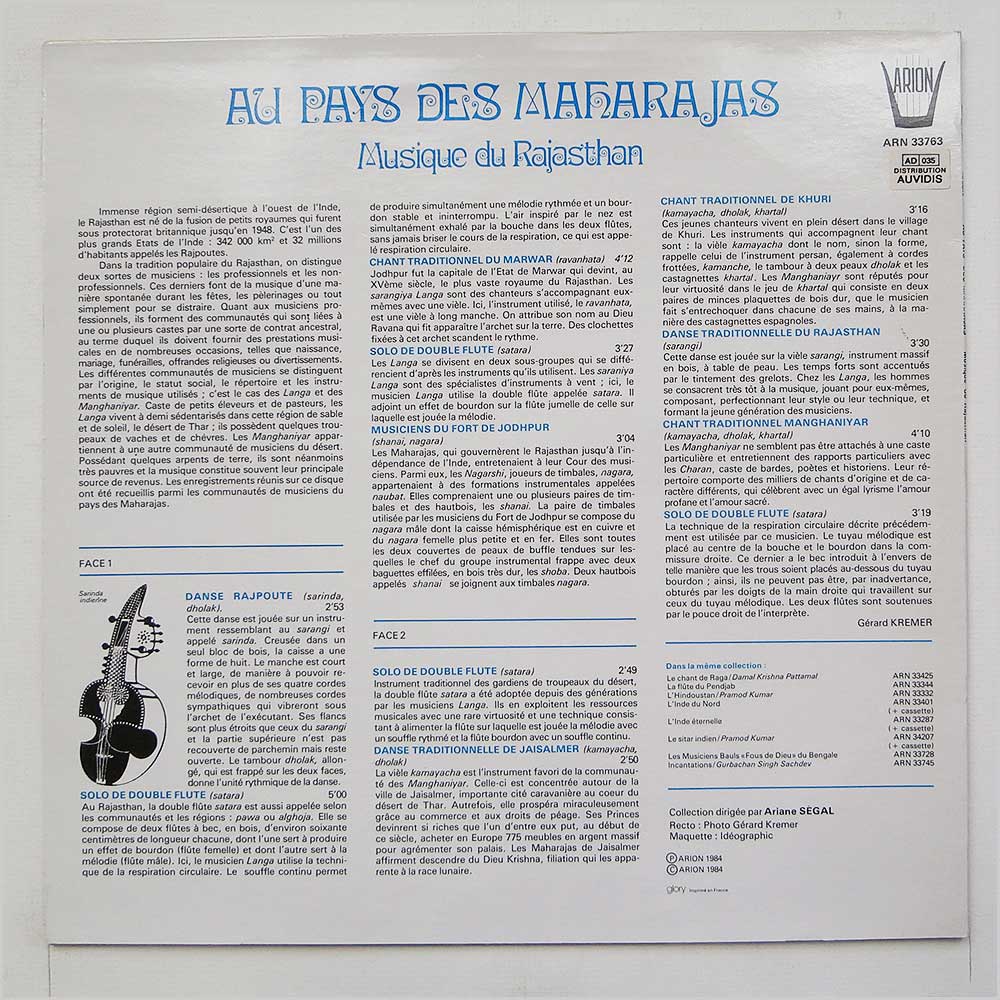 AU PAYS DES MAHARAJAS
Musique du Rajasthan
ARION
ARN 33763
AD 035
DISTRIBUTION
AUVIDIS
Immense région semi-désertique à l'ouest de l'Inde,
le Rajasthan est né de la fusion de petits royaumes qui furent
sous protectorat britannique jusqu'en 1948. C'est l'un des
plus grands Etats de l'Inde : 342 000 km² et 32 millions
d'habitants appelés les Rajpoutes.
Dans la tradition populaire du Rajasthan, on distingue
deux sortes de musiciens : les professionnels et les non-
professionnels. Ces derniers font de la musique d'une ma-
nière spontanée durant les fêtes, les pèlerinages ou tout
simplement pour se distraire. Quant aux musiciens pro-
fessionnels, ils forment des communautés qui sont liées à
une ou plusieurs castes par une sorte de contrat ancestral,
au terme duquel ils doivent fournir des prestations musi-
cales en de nombreuses occasions, telles que naissance,
mariage, funérailles, offrandes religieuses ou divertissements.
Les différentes communautés de musiciens se distinguent
par l'origine, le statut social, le répertoire et les instru-
ments de musique utilisés ; c'est le cas des Langa et des
Manghaniyar. Caste de petits éleveurs et de pasteurs, les
Langa vivent à demi sédentarisés dans cette région de sable
et de soleil, le désert de Thar ; ils possèdent quelques trou-
peaux de vaches et de chèvres. Les Manghaniyar appar-
tiennent à une autre communauté de musiciens du désert.
Possédant quelques arpents de terre, ils sont néanmoins
très pauvres et la musique constitue souvent leur principale
source de revenus. Les enregistrements réunis sur ce disque
ont été recueillis parmi les communautés de musiciens du
pays des Maharajas.
FACE 1
Sarinda
indienne
DANSE RAJPOUTE (sarinda,
dholak). 2'53
Cette danse est jouée sur un instru-
ment ressemblant au sarangi et
appelé sarinda. Creusée dans un
seul bloc de bois, la caisse a une
forme de huit. Le manche est court
et large, de manière à pouvoir re-
cevoir en plus de ses quatre cordes
mélodiques, de nombreuses cordes
sympathiques qui vibreront sous
l'archet de l'exécutant. Ses flancs
sont plus étroits que ceux du sarangi
et la partie supérieure n'est pas
recouverte de parchemin mais reste
ouverte. Le tambour dholak, allon-
gé, qui est frappé sur les deux faces,
donne l'unité rythmique de la danse.
SOLO DE DOUBLE FLUTE (satara) 5'00
Au Rajasthan, la double flûte satara est aussi appelée selon
les communautés et les régions : pawa ou alghoja. Elle se
compose de deux flûtes à bec, en bois, d'environ soixante
centimètres de longueur chacune, dont l'une sert à produire
un effet de bourdon (flûte femelle) et dont l'autre sert à la
mélodie (flûte mâle). Ici, le musicien Langa utilise la techni-
que de la respiration circulaire. Le souffle continu permet
de produire simultanément une mélodie rythmée et un bour-
don stable et ininterrompu. L'air inspiré par le nez est
simultanément exhalé par la bouche dans les deux flûtes,
sans jamais briser le cours de la respiration, ce qui est appe-
lé respiration circulaire.
CHANT TRADITIONNEL DU MARWAR (ravanhata) 4'12
Jodhpur fut la capitale de l'Etat de Marwar qui devint, au
XVème siècle, le plus vaste royaume du Rajasthan. Les
sarangiya Langa sont des chanteurs s'accompagnant eux-
mêmes avec une vièle. Ici, l'instrument utilisé, le ravanhata,
est une vièle à long manche. On attribue son nom au Dieu
Ravana qui fit apparaître l'archet sur la terre. Des clochettes
fixées à cet archet scandent le rythme.
SOLO DE DOUBLE FLUTE (satara) 3'27
Les Langa se divisent en deux sous-groupes qui se diffé-
rencient d'après les instruments qu'ils utilisent. Les saraniya
Langa sont des spécialistes d'instruments à vent ; ici, le
musicien Langa utilise la double flûte appelée satara. Il
adjoint un effet de bourdon sur la flûte jumelle de celle sur
laquelle est jouée la mélodie.
MUSICIENS DU FORT DE JODHPUR
(shanai, nagara) 3'04
Les Maharajas, qui gouvernèrent le Rajasthan jusqu'à l'in-
dépendance de l'Inde, entretenaient à leur Cour des musi-
ciens. Parmi eux, les Nagarshi, joueurs de timbales, nagara,
appartenaient à des formations instrumentales appelées
naubat. Elles comprenaient une ou plusieurs paires de tim-
bales et des hautbois, les shanai. La paire de timbales
utilisée par les musiciens du Fort de Jodhpur se compose du
nagara mâle dont la caisse hémisphérique est en cuivre et
du nagara femelle plus petite et en fer. Elles sont toutes
les deux couvertes de peaux de buffle tendues sur les-
quelles le chef du groupe instrumental frappe avec deux
baguettes effilées, en bois très dur, les shoba. Deux hautbois
appelés shanai se joignent aux timbales nagara.
FACE 2
SOLO DE DOUBLE FLUTE (satara) 2'49
Instrument traditionnel des gardiens de troupeaux du désert,
la double flûte satara a été adoptée depuis des générations
par les musiciens Langa. Ils en exploitent les ressources
musicales avec une rare virtuosité et une technique consis-
tant à alimenter la flûte sur laquelle est jouée la mélodie avec
un souffle rythmé et la flûte bourdon avec un souffle continu.
DANSE TRADITIONNELLE DE JAISALMER (kamayacha,
dholak) 2'50
La vièle kamayacha est l'instrument favori de la communau-
té des Manghaniyar. Celle-ci est concentrée autour de la
ville de Jaisalmer, importante cité caravanière au coeur du
désert de Thar. Autrefois, elle prospéra miraculeusement
grâce au commerce et aux droits de péage. Ses Princes
devinrent si riches que l'un d'entre eux put, au début de
ce siècle, acheter en Europe 775 meubles en argent massif
pour agrémenter son palais. Les Maharajas de Jaisalmer
affirment descendre du Dieu Krishna, filiation qui les appa-
rente à la race lunaire.
CHANT TRADITIONNEL DE KHURI
(kamayacha, dholak, khartal) 3'16
Ces jeunes chanteurs vivent en plein désert dans le village
de Khuri. Les instruments qui accompagnent leur chant
sont : la vièle kamayacha dont le nom, sinon la forme,
rappelle celui de l'instrument persan, également à cordes
frottées, kamanche, le tambour à deux peaux dholak et les
castagnettes khartal. Les Manghaniayr sont réputés pour
leur virtuosité dans le jeu de khartal qui consiste en deux
paires de minces plaquettes de bois dur, que le musicien
fait s'entrechoquer dans chacune de ses mains, à la ma-
nière des castagnettes espagnoles.
DANSE TRADITIONNELLE DU RAJASTHAN
(sarangi) 3'30
Cette danse est jouée sur la vièle sarangi, instrument massif
en bois, à table de peau. Les temps forts sont accentués
par le tintement des grelots. Chez les Langa, les hommes
se consacrent très tôt à la musique, jouant pour eux-mêmes,
composant, perfectionnant leur style ou leur technique, et
formant la jeune génération des musiciens.
CHANT TRADITIONNEL MANGHANIYAR
(kamayacha, dholak, khartal) 4'10
Les Manghaniyar ne semblent pas être attachés à une caste
particulière et entretiennent des rapports particuliers avec
les Charan, caste de bardes, poètes et historiens. Leur ré-
pertoire comporte des milliers de chants d'origine et de ca-
ractère différents, qui célèbrent avec un égal lyrisme l'amour
profane et l'amour sacré.
SOLO DE DOUBLE FLUTE (satara) 3'19
La technique de la respiration circulaire décrite précédem-
ment est utilisée par ce musicien. Le tuyau mélodique est
placé au centre de la bouche et le bourdon dans la com-
missure droite. Ce dernier a le bec introduit à l'envers de
telle manière que les trous soient placés au-dessous du tuyau
bourdon ; ainsi, ils ne peuvent pas être, par inadvertance,
obturés par les doigts de la main droite qui travaillent sur
ceux du tuyau mélodique. Les deux flûtes sont soutenues
par le pouce droit de l'interprète.
Gérard KREMER
Dans la même collection :
Le chant de Raga/Damal Krishna Pattamal ARN 33425
La flûte du Pendjab ARN 33344
L'Hindoustan/Pramod Kumar ARN 33332
L'Inde du Nord ARN 33401
(+ cassette)
L'Inde éternelle ARN 33287
(+ cassette)
Le sitar indien/Pramod Kumar ARN 34207
(+ cassette)
Les Musiciens Bauls «Fous de Dieu» du Bengale ARN 33728
Incantations/Gurbachan Singh Sachdev ARN 33745
Collection dirigée par Ariane SÉGAL
Recto : Photo Gérard Kremer
Maquette : Idéographic
Ⓟ ARION 1984
© ARION 1984
glory Imprimé en France